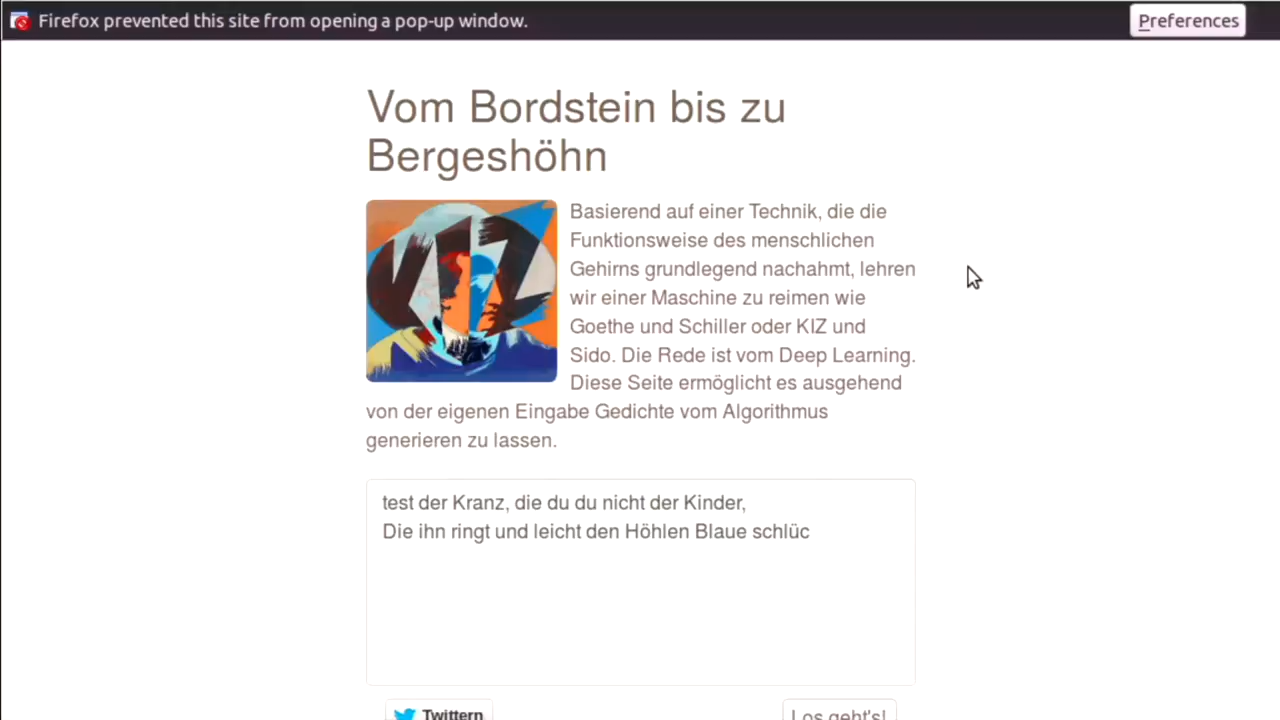 Firefox prevented this site from opening a pop-up window.
Preferences
Vom Bordstein bis zu
Bergeshöhn
KIZ
Basierend auf einer Technik, die die
Funktionsweise des menschlichen
Gehirns grundlegend nachahmt, lehren
wir einer Maschine zu reimen wie
Goethe und Schiller oder KIZ und
Sido. Die Rede ist vom Deep Learning.
Diese Seite ermöglicht es ausgehend
von der eigenen Eingabe Gedichte vom Algorithmus
generieren zu lassen.
test der Kranz, die du du nicht der Kinder,
Die ihn ringt und leicht den Höhlen Blaue schlüc
Twittern
Los geht's!